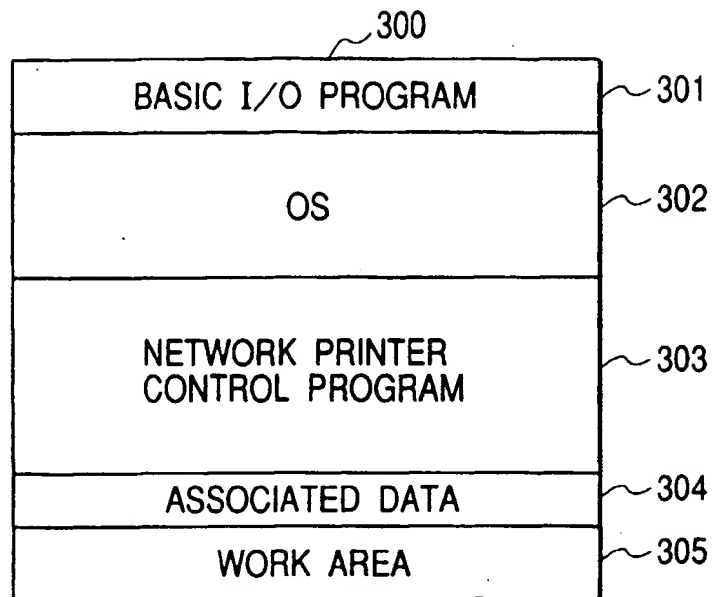 300
BASIC I/O PROGRAM 301
OS 302
NETWORK PRINTER
CONTROL PROGRAM 303
ASSOCIATED DATA 304
WORK AREA 305